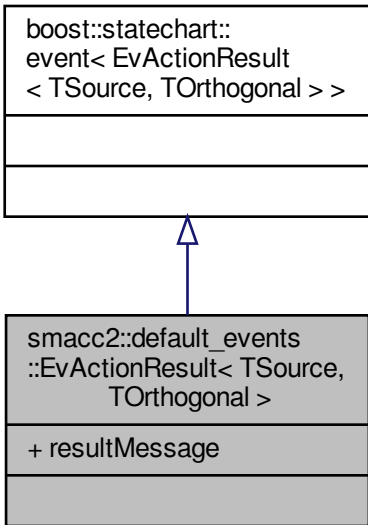 boost::statechart::
event< EvActionResult
< TSource, TOrthogonal > >
smacc2::default_events
::EvActionResult< TSource,
TOrthogonal >
+ resultMessage